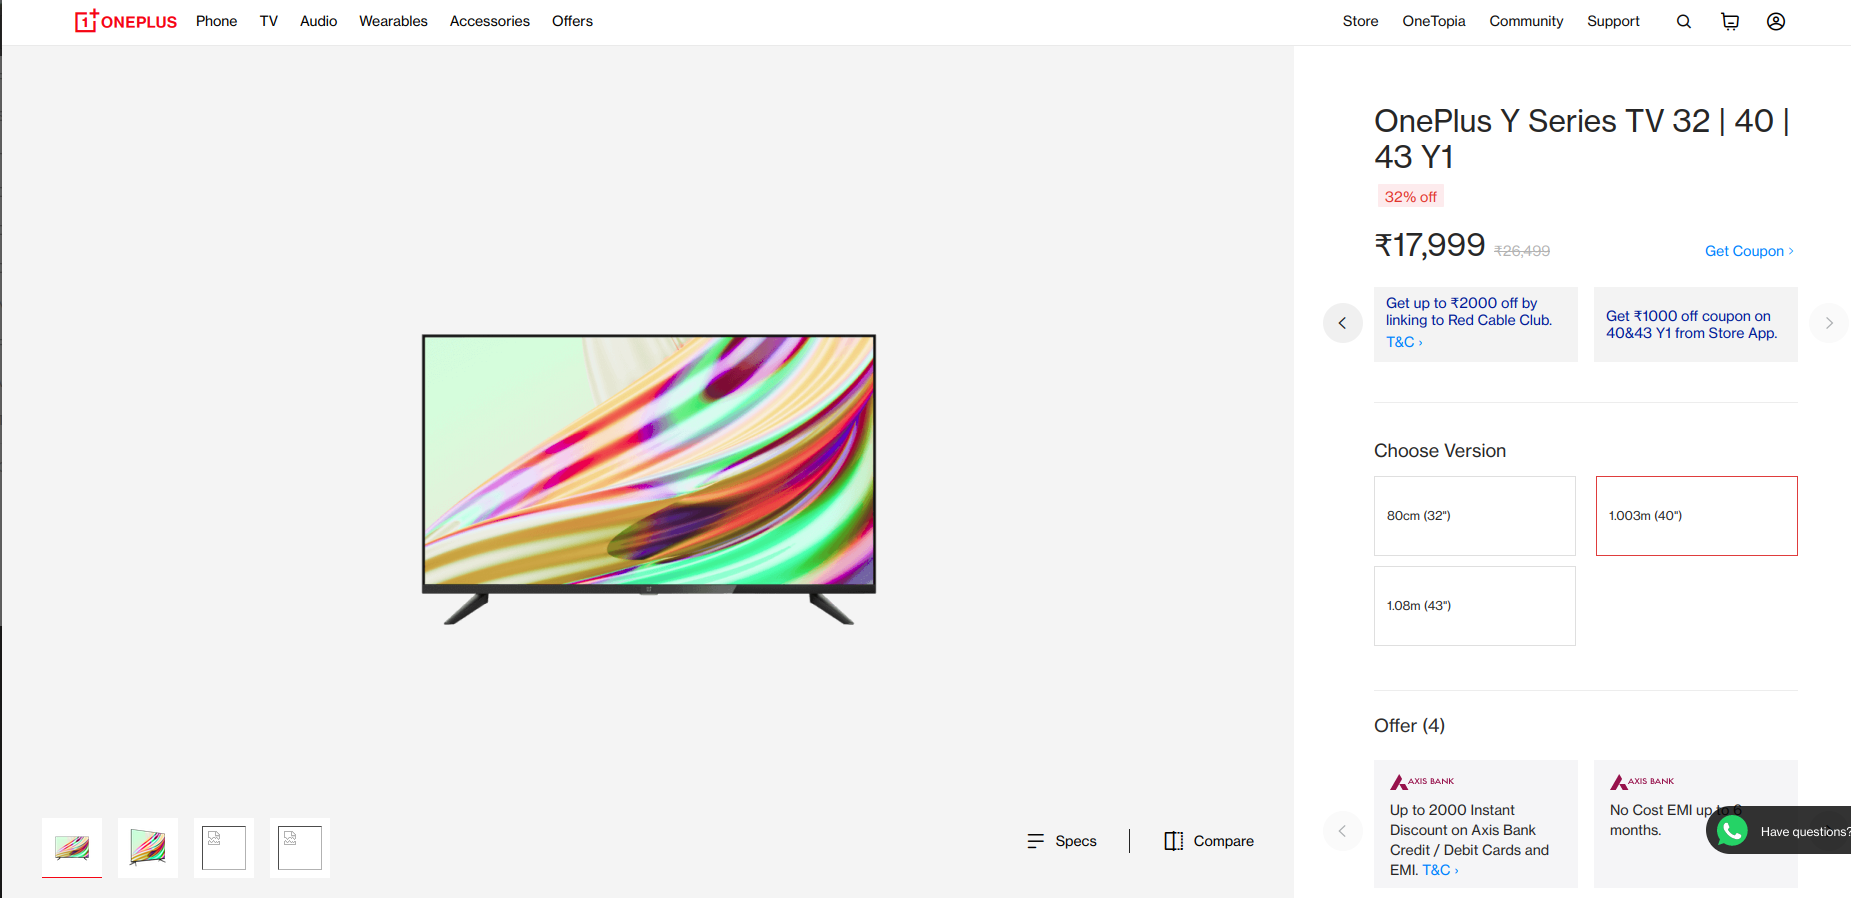 ONEPLUS
Phone TV Audio Wearables Accessories Offers
Store OneTopia Community Support
OnePlus Y Series TV 32 | 40 |
43 Y1
32% off
₹17,999 ₹26,499
Get Coupon ›
Get up to ₹2000 off by
linking to Red Cable Club.
T&C ›
Get ₹1000 off coupon on
40&43 Y1 from Store App.
Choose Version
80cm (32")
1.003m (40")
1.08m (43")
Offer (4)
AXIS BANK
Up to 2000 Instant
Discount on Axis Bank
Credit / Debit Cards and
EMI. T&C ›
AXIS BANK
No Cost EMI up to 6
months.
Have questions?
Specs
Compare